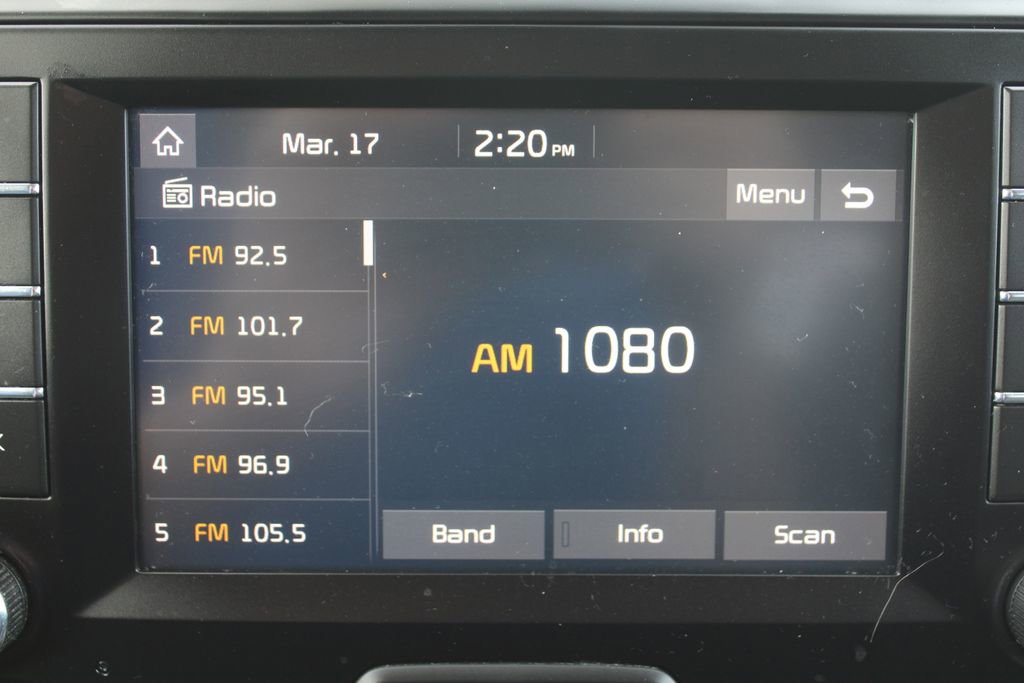 Mar. 17 2:20 PM
Radio Menu
1 FM 92.5
2 FM 101.7
3 FM 95.1
4 FM 96.9
5 FM 105.5
AM 1080
Band Info Scan